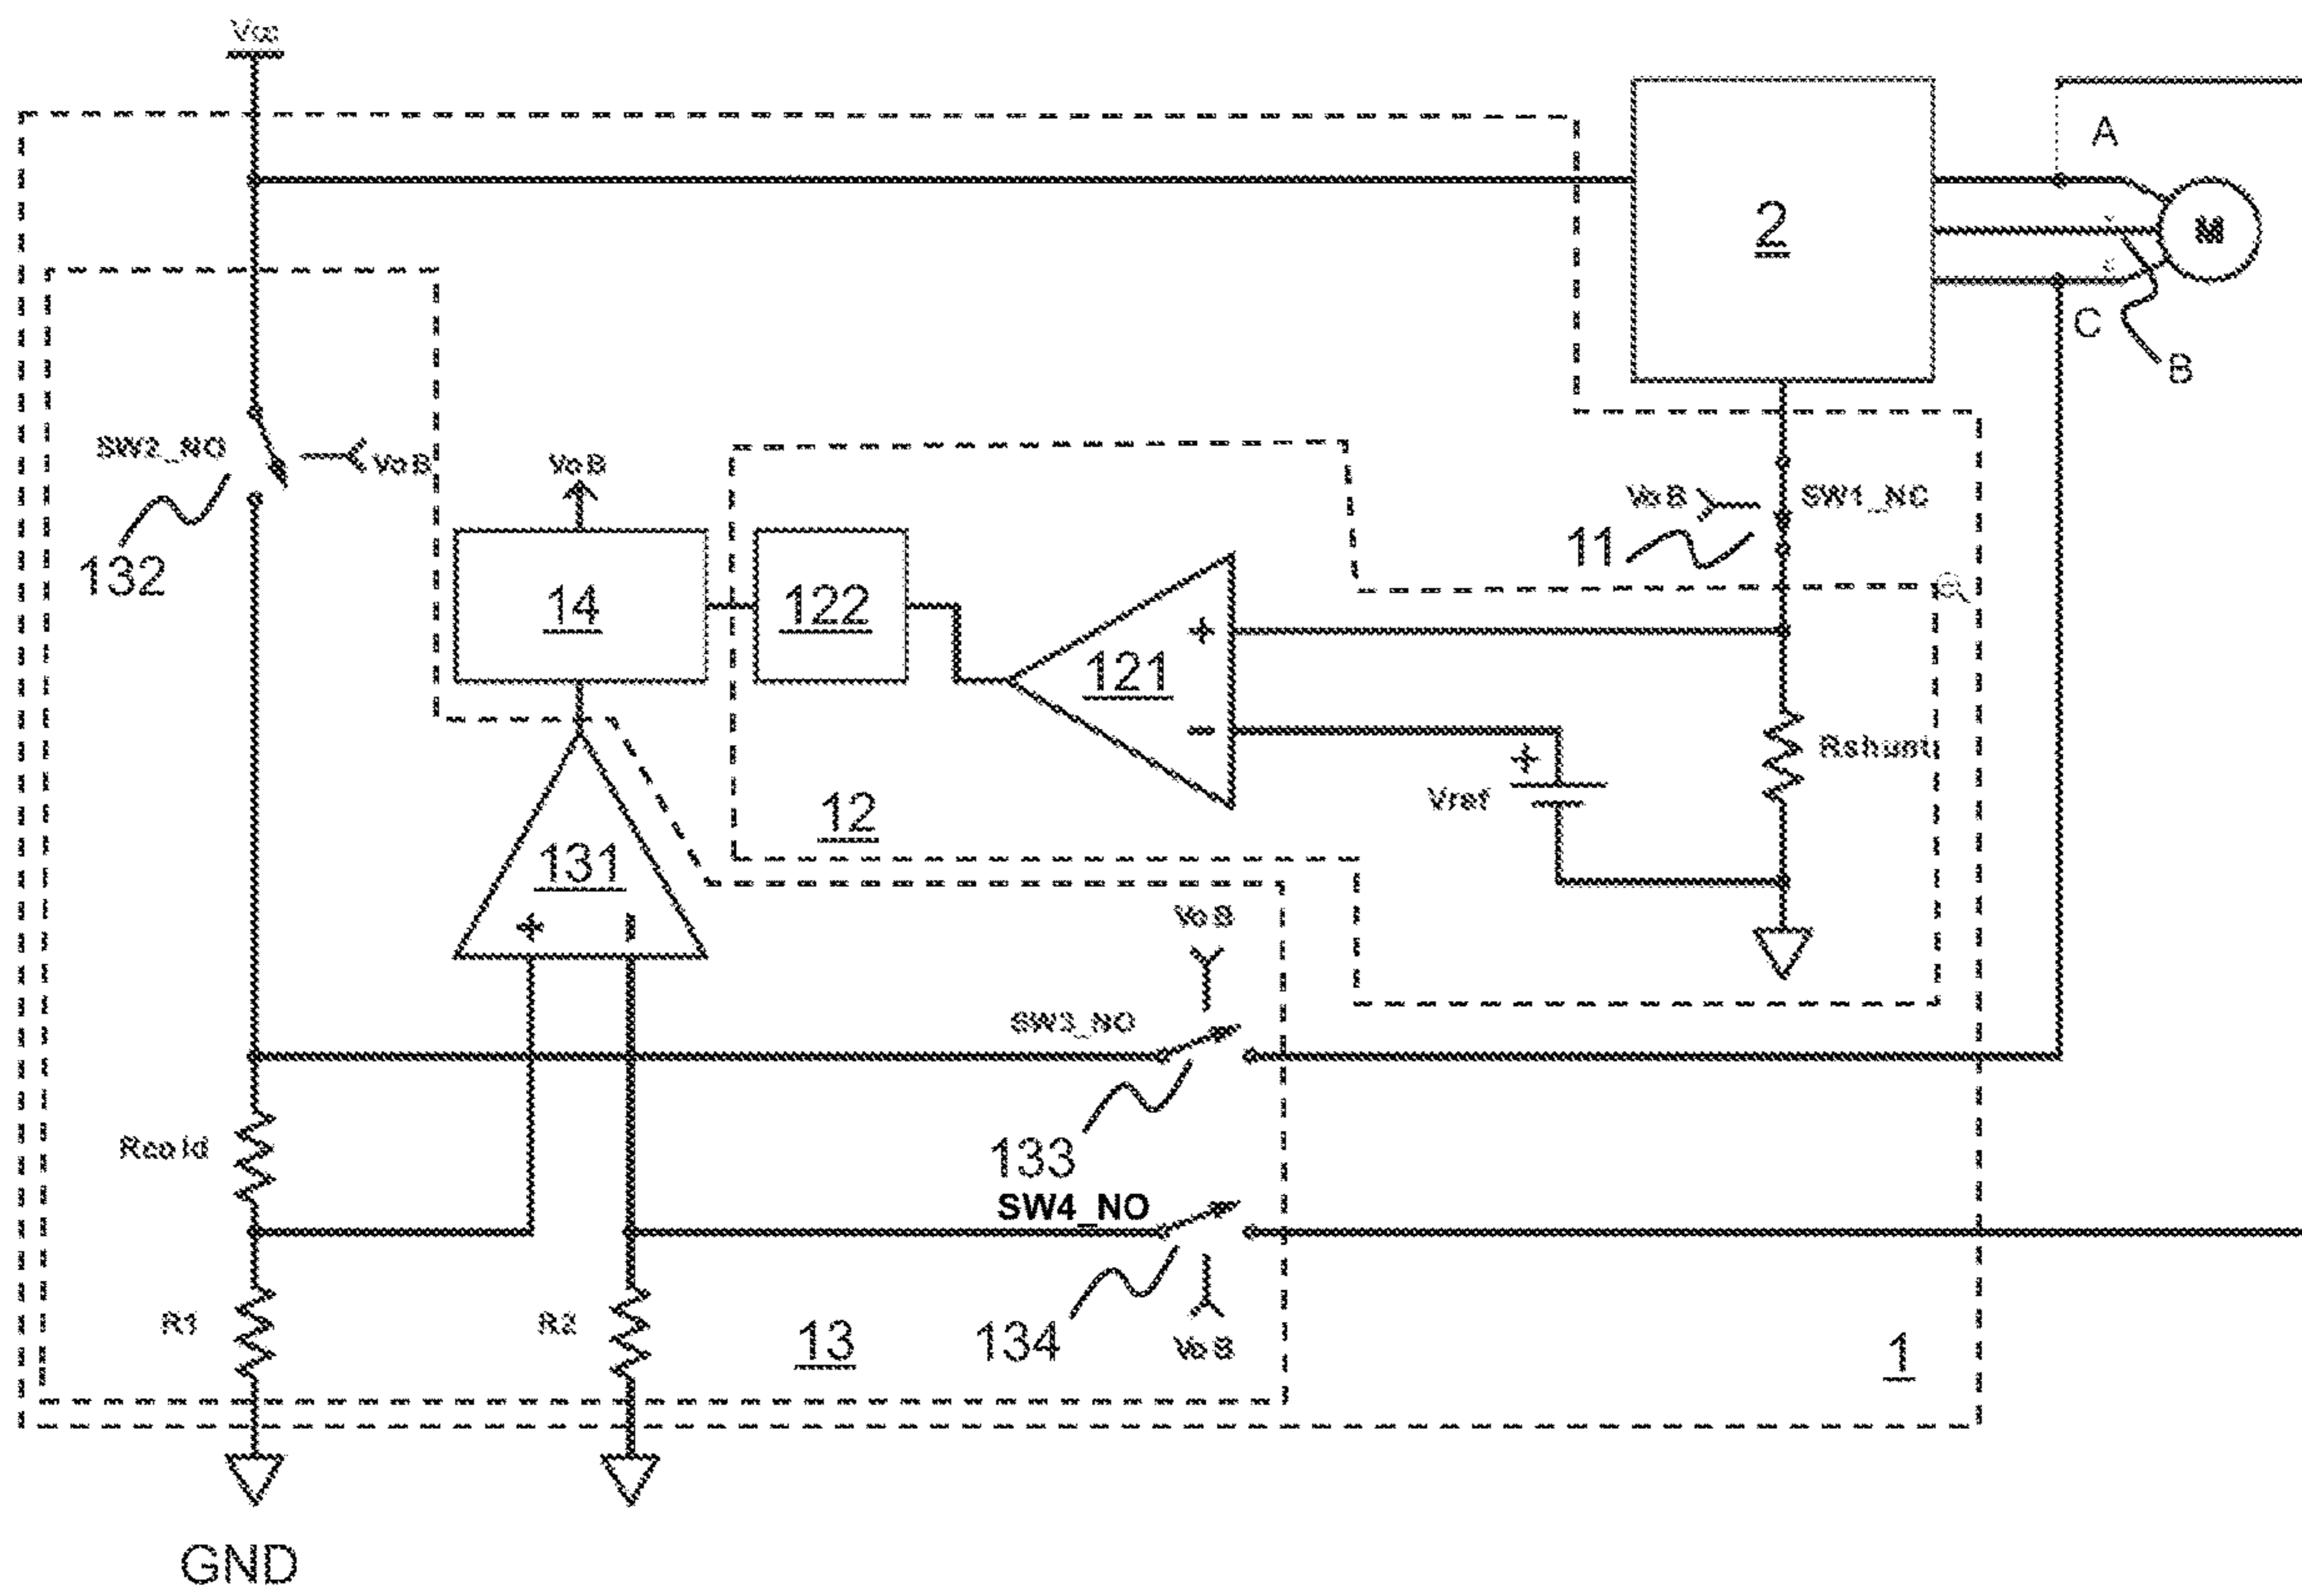 Vcc
A
2
M
C
B
SW2_NO
VoB
VoB
VoB
SW1_NC
11
132
14
122
121
Rshunt
Vref
12
131
VoB
SW3_NO
Rcold
133
SW4_NO
R1
R2
13
134
VoB
1
GND